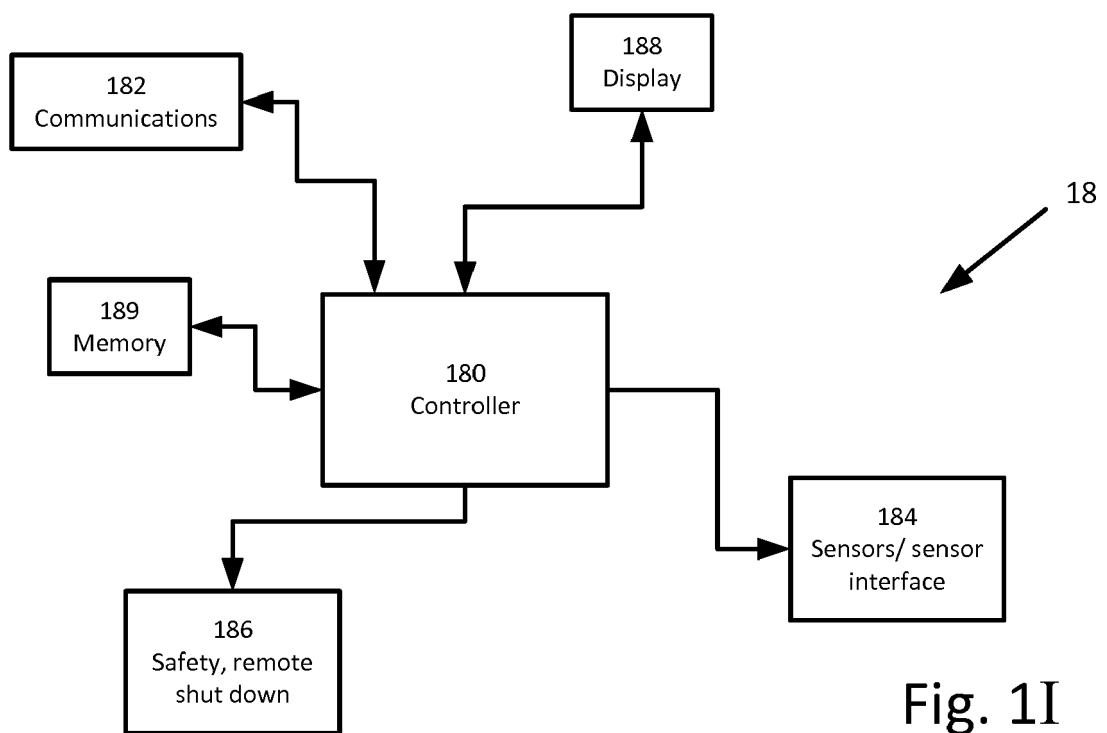 188
Display
182
Communications
18
189
Memory
180
Controller
184
Sensors/ sensor
interface
186
Safety, remote
shut down
Fig. 1I